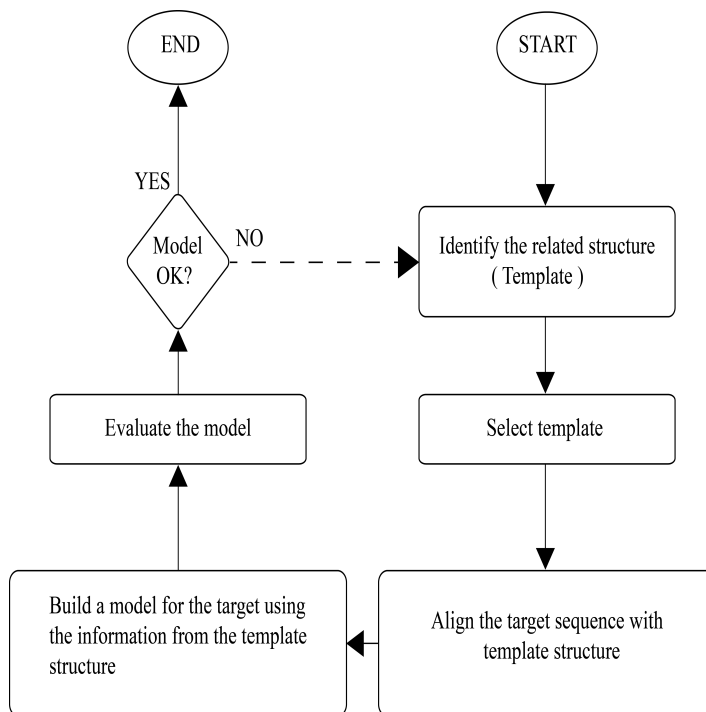 END
START
YES
Model
OK?
NO
Identify the related structure
( Template )
Evaluate the model
Select template
Build a model for the target using
the information from the template
structure
Align the target sequence with
template structure